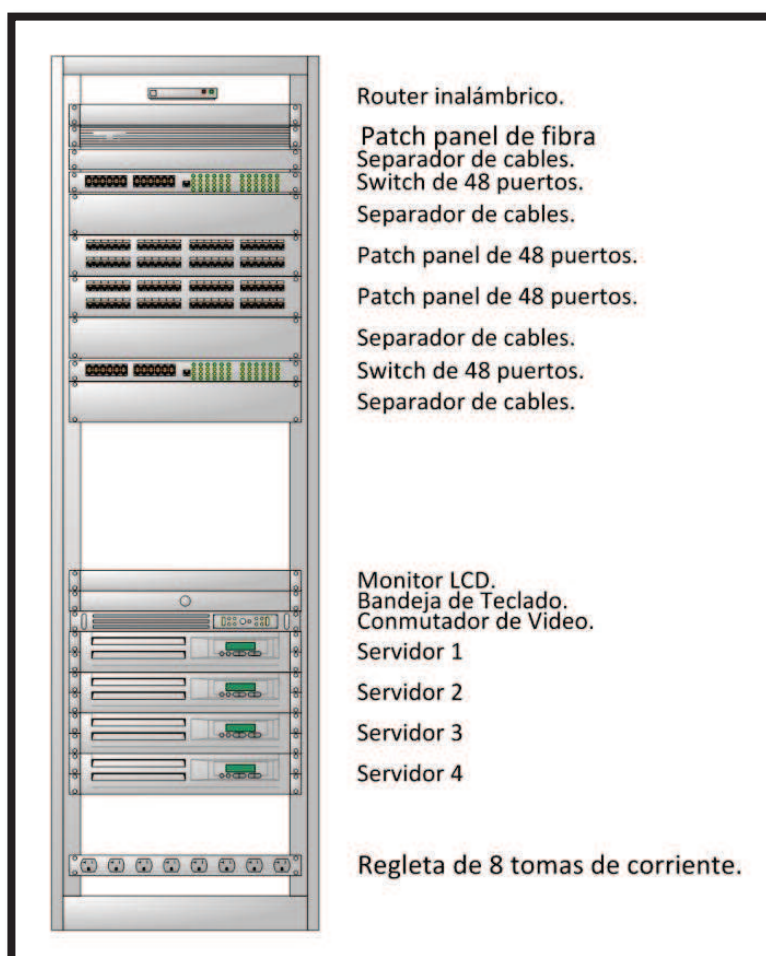 Router inalámbrico.
Patch panel de fibra
Separador de cables.
Switch de 48 puertos.
Separador de cables.
Patch panel de 48 puertos.
Patch panel de 48 puertos.
Separador de cables.
Switch de 48 puertos.
Separador de cables.
Monitor LCD.
Bandeja de Teclado.
Conmutador de Video.
Servidor 1
Servidor 2
Servidor 3
Servidor 4
Regleta de 8 tomas de corriente.